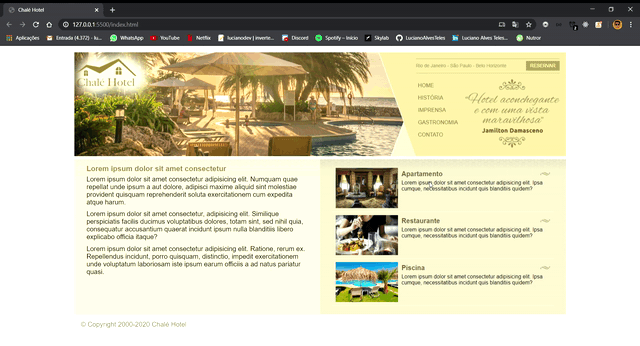 Chalé Hotel
127.0.0.1:5500/index.html
Aplicações
Entrada (4.372) - lu...
WhatsApp
YouTube
Netflix
lucianodev | inverte...
Discord
Spotify – Início
Skylab
LucianoAlvesTeles
Luciano Alves Teles...
Nutror
Chalé Hotel
Rio de Janeiro - São Paulo - Belo Horizonte
RESERVAR
HOME
HISTÓRIA
IMPRENSA
GASTRONOMIA
CONTATO
"Hotel aconchegante
e com uma vista
maravilhosa"
Jamilton Damasceno
Lorem ipsum dolor sit amet consectetur
Lorem ipsum dolor sit amet consectetur adipisicing elit. Numquam quae
repellat unde ipsum a aut dolore, adipisci maxime aliquid sint molestiae
provident quisquam reprehenderit soluta exercitationem cum expedita
atque harum.
Lorem ipsum dolor sit amet consectetur, adipisicing elit. Similique
perspiciatis facilis ducimus voluptatibus dolores, totam sint, sed nihil quia,
consequatur accusantium quaerat incidunt ipsum nulla blanditiis libero
explicabo officia itaque?
Lorem ipsum dolor sit amet consectetur adipisicing elit. Ratione, rerum ex.
Repellendus incidunt, porro quisquam, distinctio, impedit exercitationem
unde voluptatum laboriosam iste ipsum earum officiis a ad natus pariatur
quasi.
Apartamento
Lorem ipsum dolor sit amet consectetur adipisicing elit. Ipsa
cumque, necessitatibus incidunt quis blanditiis quidem?
Restaurante
Lorem ipsum dolor sit amet consectetur adipisicing elit. Ipsa
cumque, necessitatibus incidunt quis blanditiis quidem?
Piscina
Lorem ipsum dolor sit amet consectetur adipisicing elit. Ipsa
cumque, necessitatibus incidunt quis blanditiis quidem?
© Copyright 2000-2020 Chalé Hotel